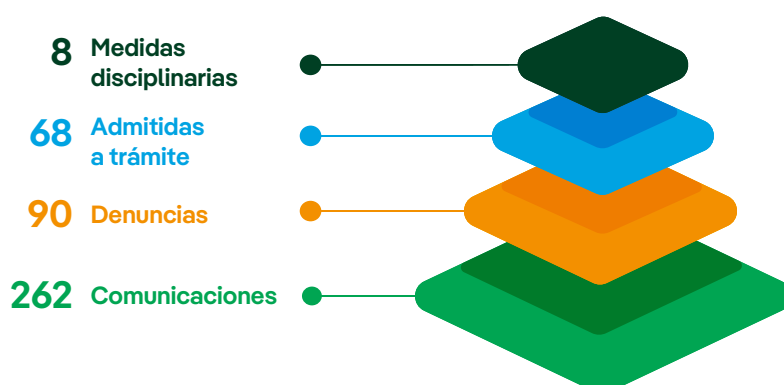 8 Medidas
disciplinarias
68 Admitidas
a trámite
90 Denuncias
262 Comunicaciones